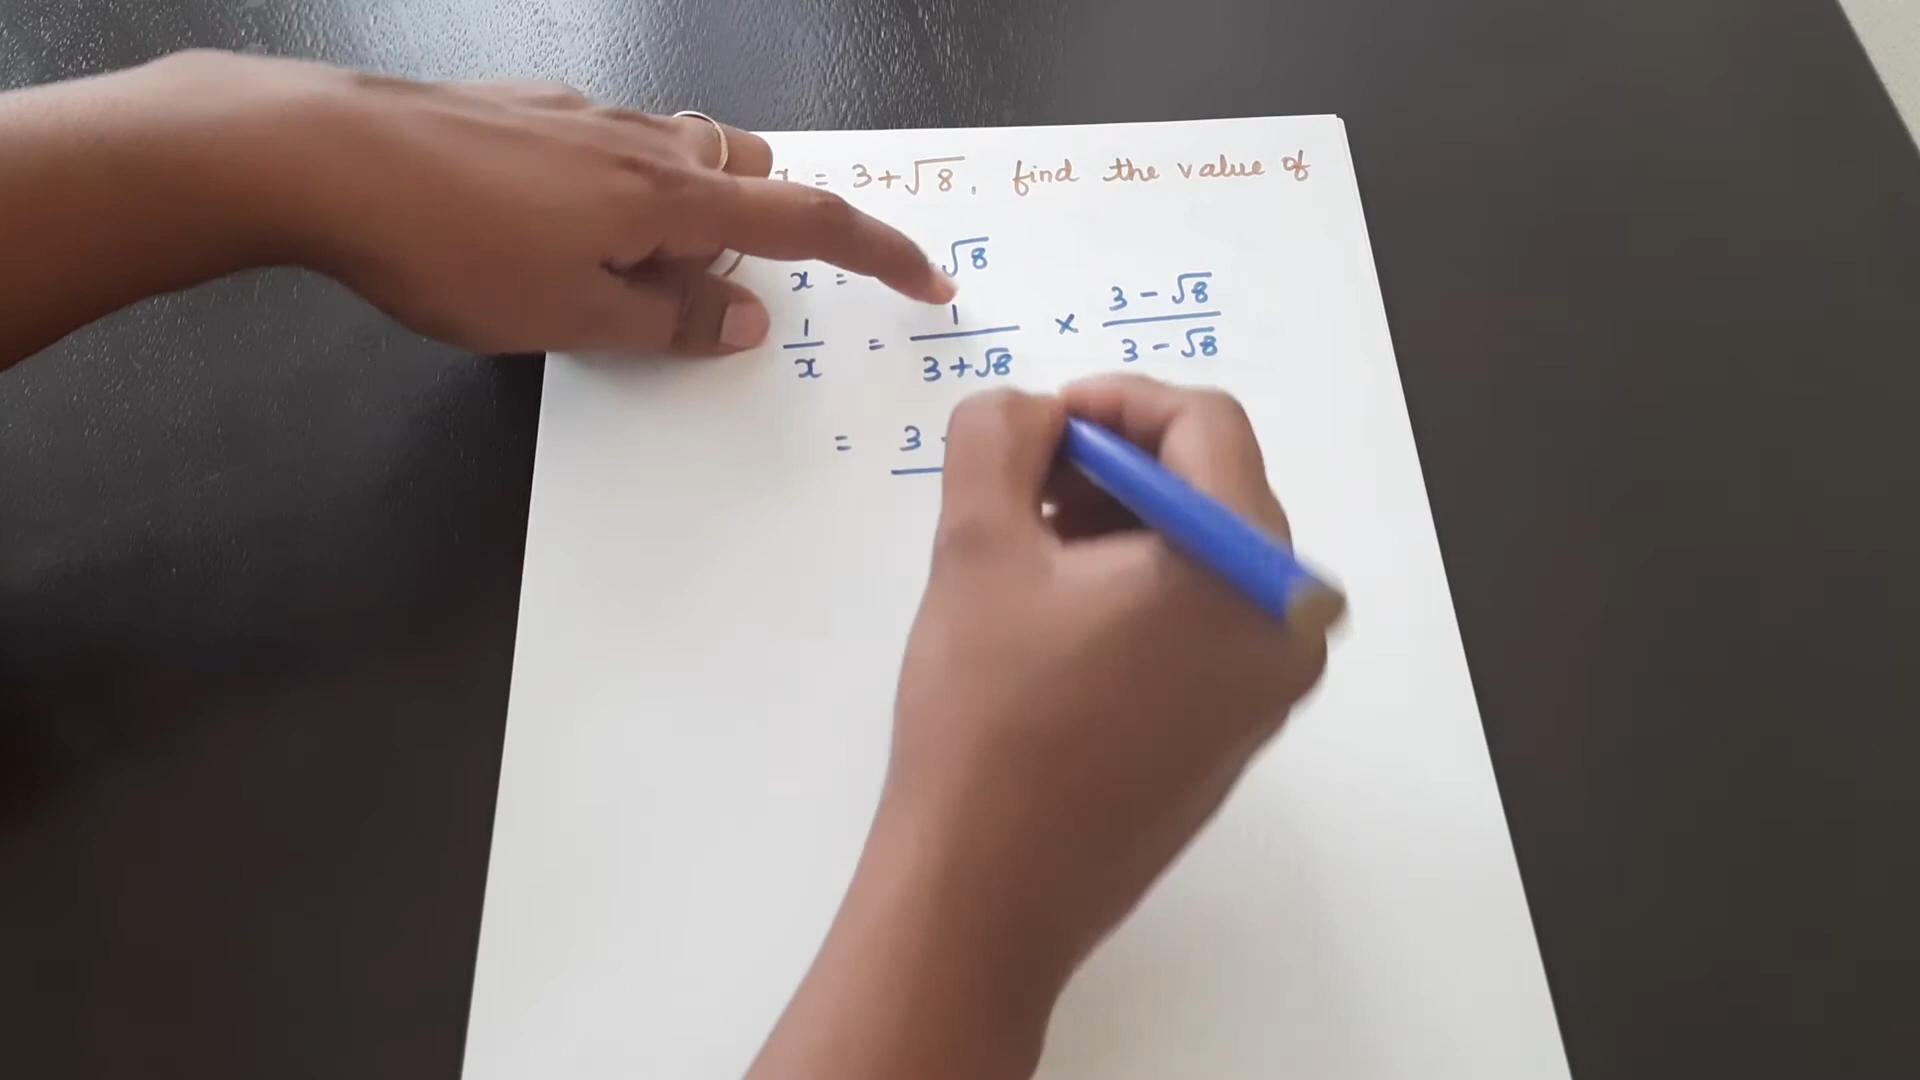 x = 3+√8, find the value of
x = √8
1/x = 1/(3+√8) × (3-√8)/(3-√8)
= 3